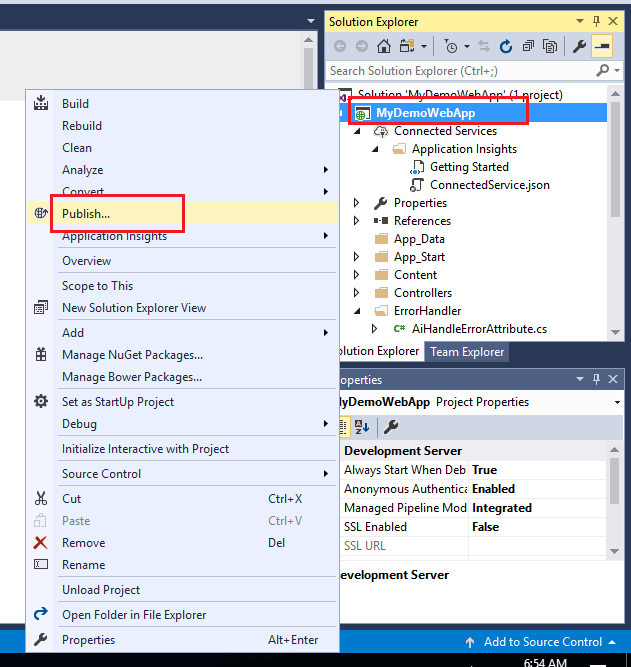 Solution Explorer
Search Solution Explorer (Ctrl+;)
Solution 'MyDemoWebApp' (1 project)
MyDemoWebApp
Connected Services
Application Insights
Getting Started
ConnectedService.json
Properties
References
App_Data
App_Start
Content
Controllers
ErrorHandler
C# AiHandleErrorAttribute.cs
olution Explorer
Team Explorer
Build
Rebuild
Clean
Analyze
Convert
Publish...
Application Insights
Overview
Scope to This
New Solution Explorer View
Add
Manage NuGet Packages...
Manage Bower Packages...
Set as StartUp Project
Debug
Initialize Interactive with Project
Source Control
Cut Ctrl+X
Paste Ctrl+V
Remove Del
Rename
Unload Project
Open Folder in File Explorer
Properties Alt+Enter
operties
MyDemoWebApp Project Properties
Development Server
Always Start When Deb True
Anonymous Authentica Enabled
Managed Pipeline Mod Integrated
SSL Enabled False
SSL URL
evelopment Server
Add to Source Control
6:54 AM